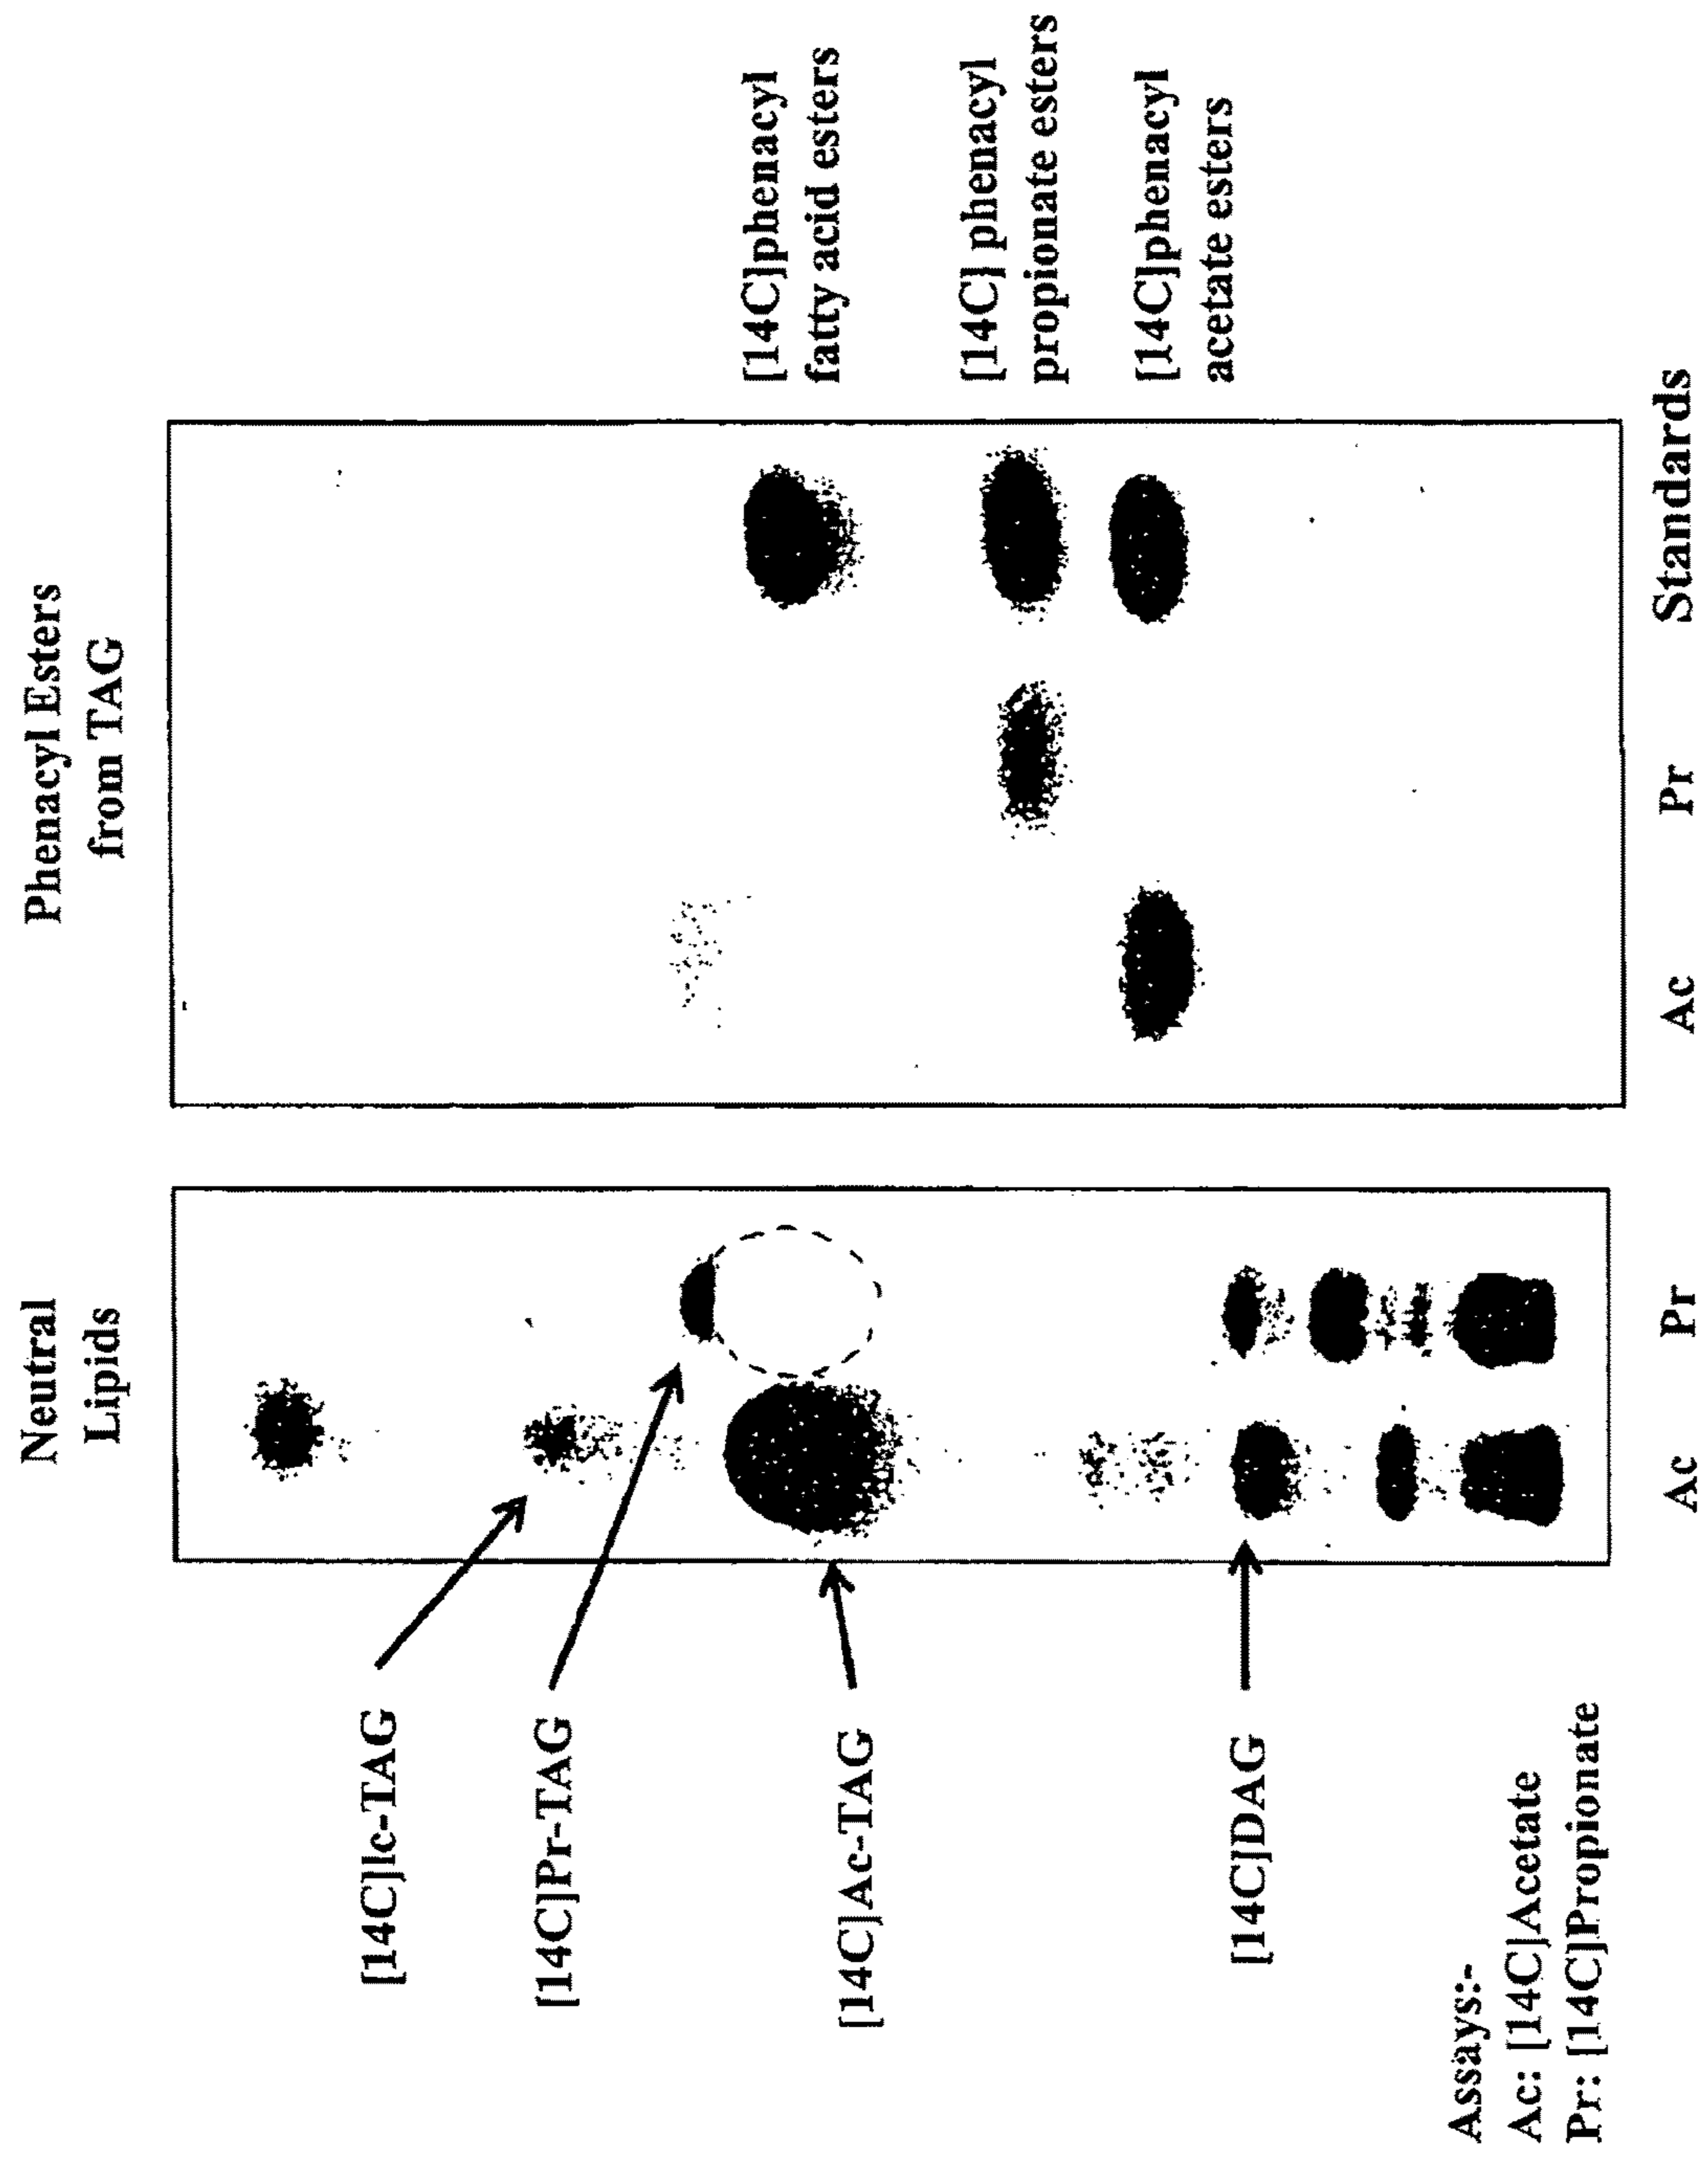 Neutral
Lipids
Phenacyl Esters
from TAG
[14C]lc-TAG
[14C]Pr-TAG
[14C]Ac-TAG
[14C]DAG
[14C]phenacyl
fatty acid esters
[14C] phenacyl
propionate esters
[14C]phenacyl
acetate esters
Ac
Pr
Ac
Pr
Standards
Assays:-
Ac: [14C]Acetate
Pr: [14C]Propionate